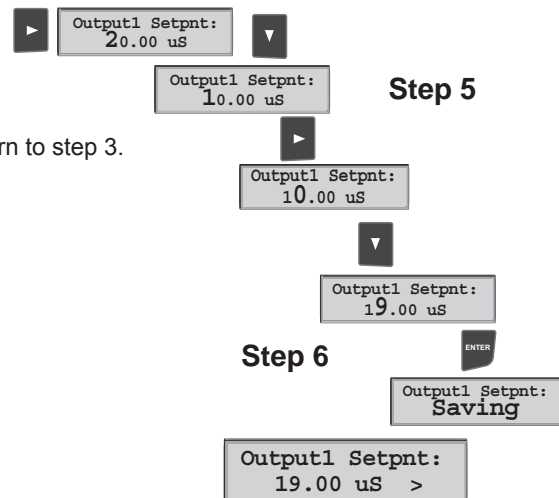 Output1 Setpnt:
20.00 uS
Output1 Setpnt:
10.00 uS
Step 5
rn to step 3.
Output1 Setpnt:
10.00 uS
Output1 Setpnt:
19.00 uS
Step 6
ENTER
Output1 Setpnt:
Saving
Output1 Setpnt:
19.00 uS >